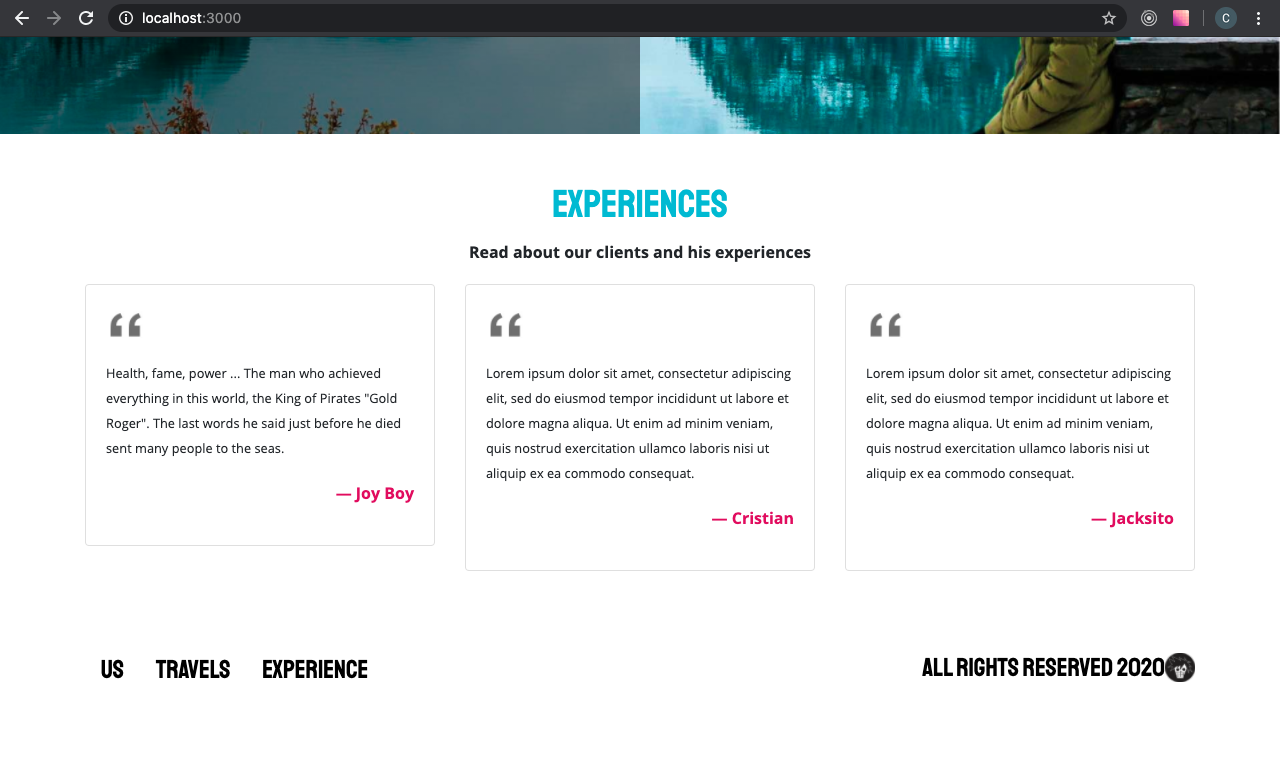 localhost:3000
C
EXPERIENCES
Read about our clients and his experiences
Health, fame, power ... The man who achieved
everything in this world, the King of Pirates "Gold
Roger". The last words he said just before he died
sent many people to the seas.
— Joy Boy
Lorem ipsum dolor sit amet, consectetur adipiscing
elit, sed do eiusmod tempor incididunt ut labore et
dolore magna aliqua. Ut enim ad minim veniam,
quis nostrud exercitation ullamco laboris nisi ut
aliquip ex ea commodo consequat.
— Cristian
Lorem ipsum dolor sit amet, consectetur adipiscing
elit, sed do eiusmod tempor incididunt ut labore et
dolore magna aliqua. Ut enim ad minim veniam,
quis nostrud exercitation ullamco laboris nisi ut
aliquip ex ea commodo consequat.
— Jacksito
US TRAVELS EXPERIENCE
ALL RIGHTS RESERVED 2020